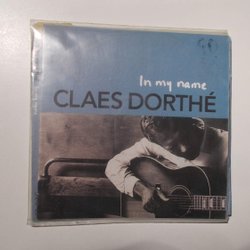 In my name
CLAES DORTHÉ